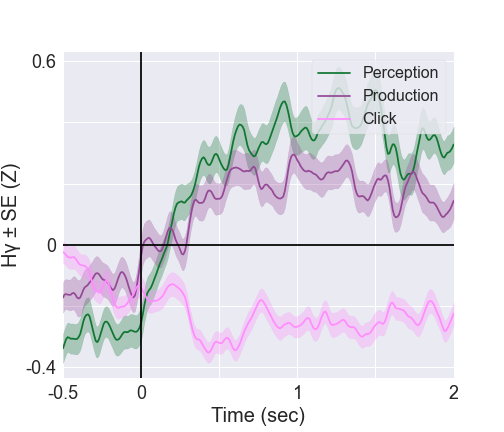 0.6
Perception
Production
Click
Hγ ± SE (Z)
0
-0.4
-0.5 0 1 2
Time (sec)